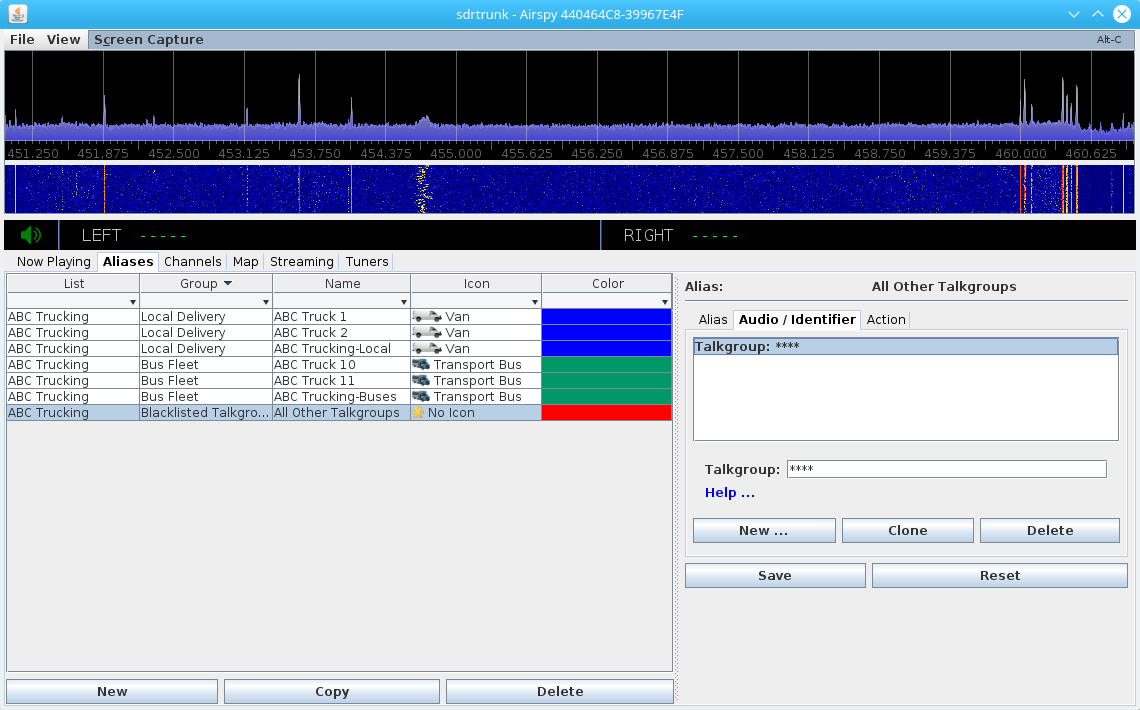 sdrtrunk - Airspy 440464C8-39967E4F
File View Screen Capture Alt-C
451.250 451.875 452.500 453.125 453.750 454.375 455.000 455.625 456.250 456.875 457.500 458.125 458.750 459.375 460.000 460.625
LEFT ----- RIGHT -----
Now Playing Aliases Channels Map Streaming Tuners
List Group Name Icon Color
ABC Trucking Local Delivery ABC Truck 1 Van
ABC Trucking Local Delivery ABC Truck 2 Van
ABC Trucking Local Delivery ABC Trucking-Local Van
ABC Trucking Bus Fleet ABC Truck 10 Transport Bus
ABC Trucking Bus Fleet ABC Truck 11 Transport Bus
ABC Trucking Bus Fleet ABC Trucking-Buses Transport Bus
ABC Trucking Blacklisted Talkgro... All Other Talkgroups No Icon
New Copy Delete
Alias: All Other Talkgroups
Alias Audio / Identifier Action
Talkgroup: ****
Talkgroup: ****
Help ...
New ... Clone Delete
Save Reset